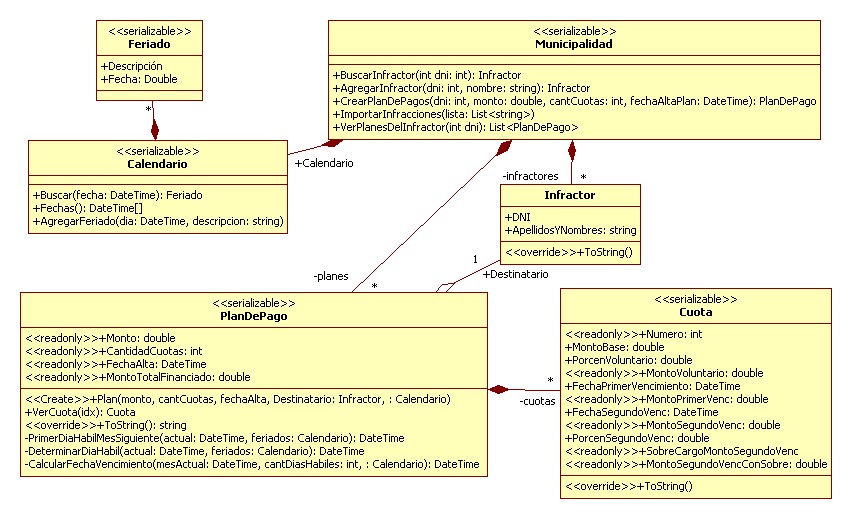 <<serializable>>
Feriado
+Descripción
+Fecha: Double
<<serializable>>
Municipalidad
+BuscarInfractor(int dni: int): Infractor
+AgregarInfractor(dni: int, nombre: string): Infractor
+CrearPlanDePagos(dni: int, monto: double, cantCuotas: int, fechaAltaPlan: DateTime): PlanDePago
+ImportarInfracciones(lista: List<string>)
+VerPlanesDelInfractor(int dni): List<PlanDePago>
*
<<serializable>>
Calendario
+Buscar(fecha: DateTime): Feriado
+Fechas(): DateTime[]
+AgregarFeriado(dia: DateTime, descripcion: string)
+Calendario
-infractores
*
Infractor
+DNI
+ApellidosYNombres: string
<<override>>+ToString()
1
+Destinatario
-planes
*
<<serializable>>
PlanDePago
<<readonly>>+Monto: double
<<readonly>>+CantidadCuotas: int
<<readonly>>+FechaAlta: DateTime
<<readonly>>+MontoTotalFinanciado: double
<<Create>>+Plan(monto, cantCuotas, fechaAlta, Destinatario: Infractor, : Calendario)
+VerCuota(idx): Cuota
<<override>>+ToString(): string
-PrimerDiaHabilMesSiguiente(actual: DateTime, feriados: Calendario): DateTime
-DeterminarDiaHabil(actual: DateTime, feriados: Calendario): DateTime
-CalcularFechaVencimiento(mesActual: DateTime, cantDiasHabiles: int, : Calendario): DateTime
*
-cuotas
<<serializable>>
Cuota
<<readonly>>+Numero: int
+MontoBase: double
+PorcenVoluntario: double
<<readonly>>+MontoVoluntario: double
+FechaPrimerVencimiento: DateTime
<<readonly>>+MontoPrimerVenc: double
+FechaSegundoVenc: DateTime
<<readonly>>+MontoSegundoVenc: double
+PorcenSegundoVenc: double
<<readonly>>+SobreCargoMontoSegundoVenc
<<readonly>>+MontoSegundoVencConSobre: double
<<override>>+ToString()